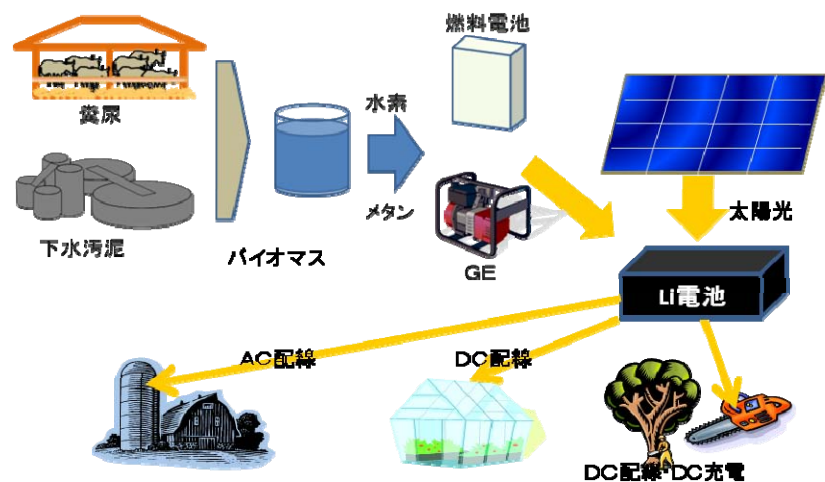 燃料電池
糞尿
水素
メタン
下水汚泥
バイオマス
GE
太陽光
Li電池
AC配線
DC配線
DC配線・DC充電